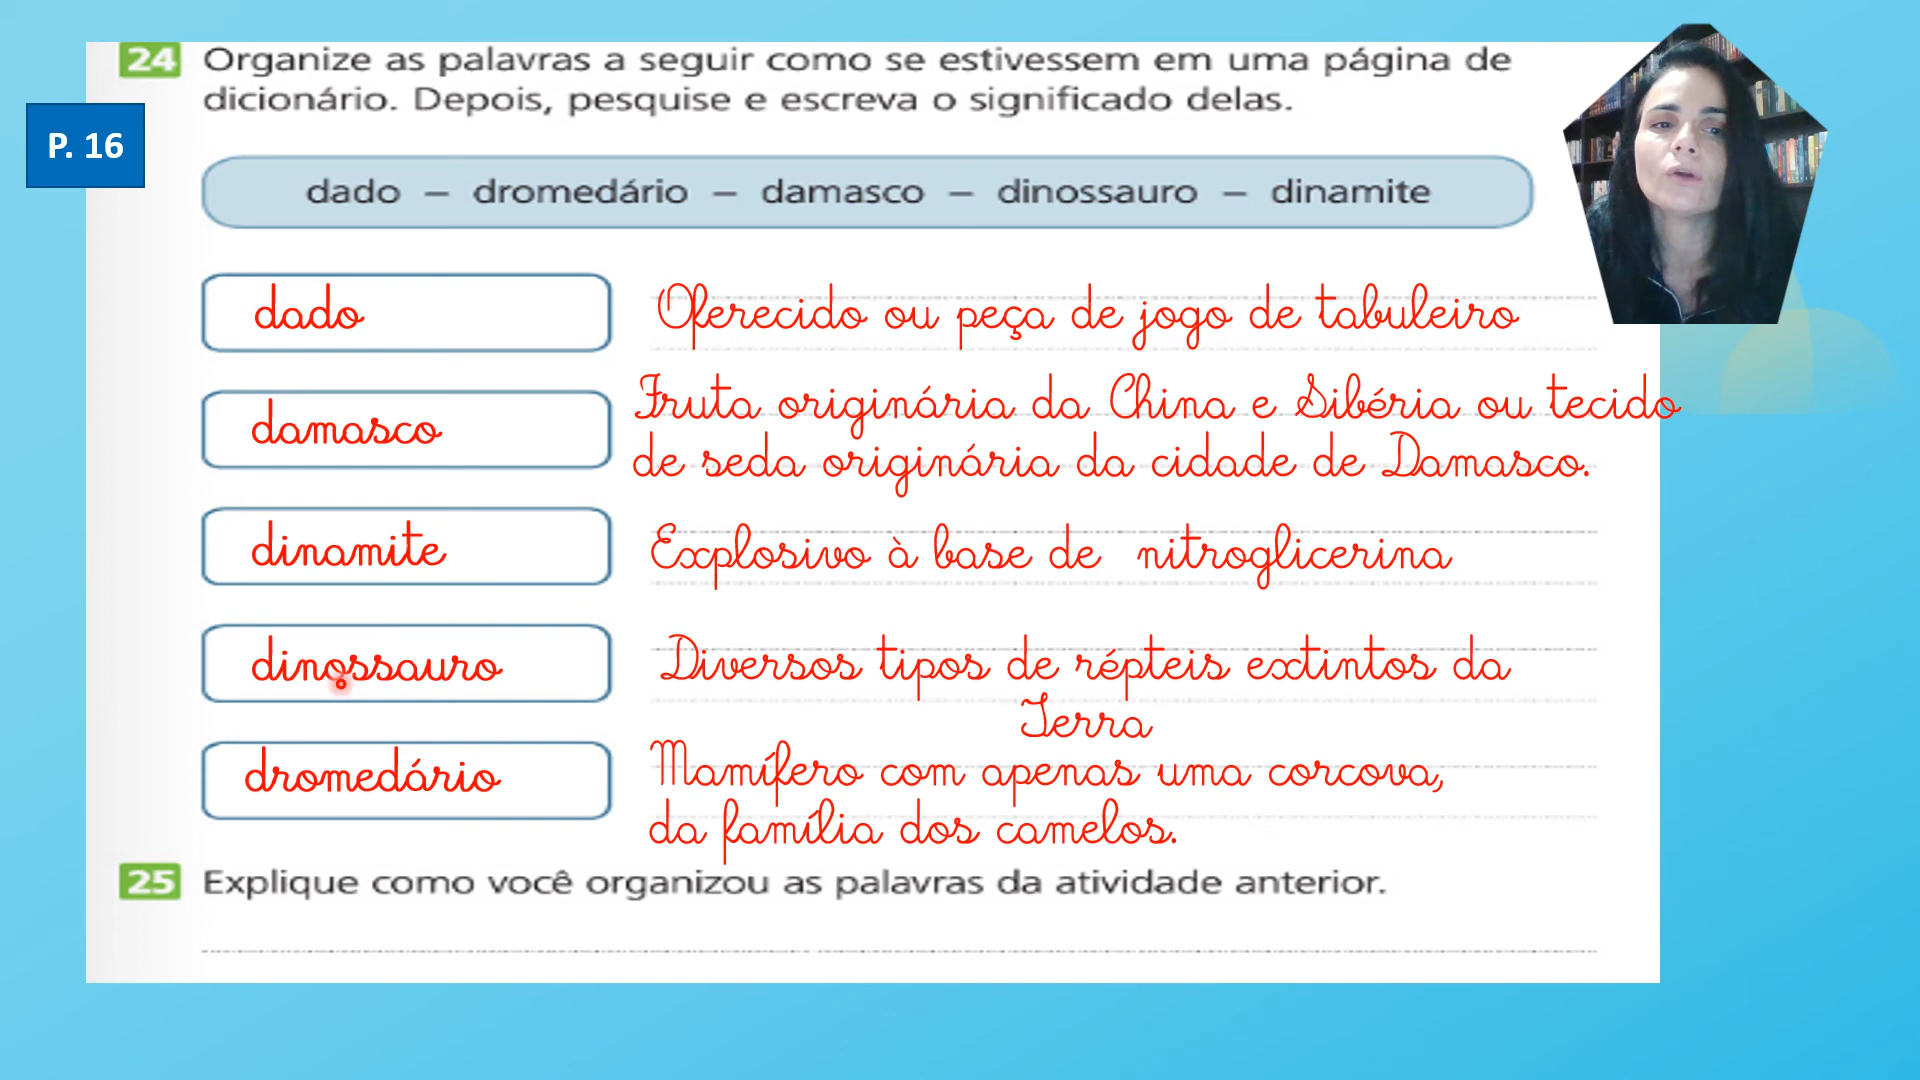 24 Organize as palavras a seguir como se estivessem em uma página de
dicionário. Depois, pesquise e escreva o significado delas.
P. 16
dado – dromedário – damasco – dinossauro – dinamite
dado
Oferecido ou peça de jogo de tabuleiro
damasco
Fruta originária da China e Sibéria ou tecido
de seda originária da cidade de Damasco.
dinamite
Explosivo à base de nitroglicerina
dinossauro
Diversos tipos de répteis extintos da
Terra
dromedário
Mamífero com apenas uma corcova,
da família dos camelos.
25 Explique como você organizou as palavras da atividade anterior.